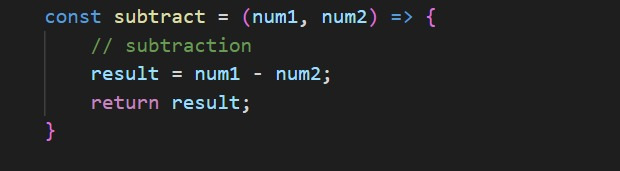 const subtract = (num1, num2) => {
    // subtraction
    result = num1 - num2;
    return result;
}